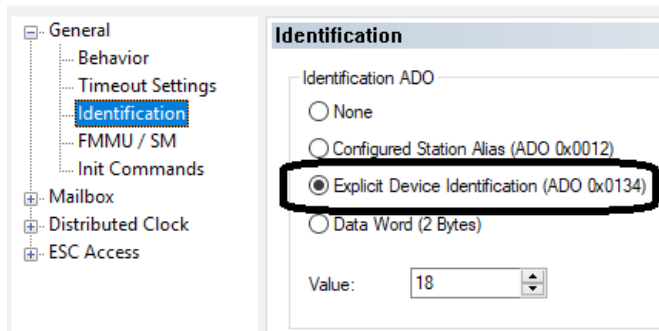 General
Behavior
Timeout Settings
Identification
FMMU / SM
Init Commands
Mailbox
Distributed Clock
ESC Access
Identification
Identification ADO
None
Configured Station Alias (ADO 0x0012)
Explicit Device Identification (ADO 0x0134)
Data Word (2 Bytes)
Value: 18